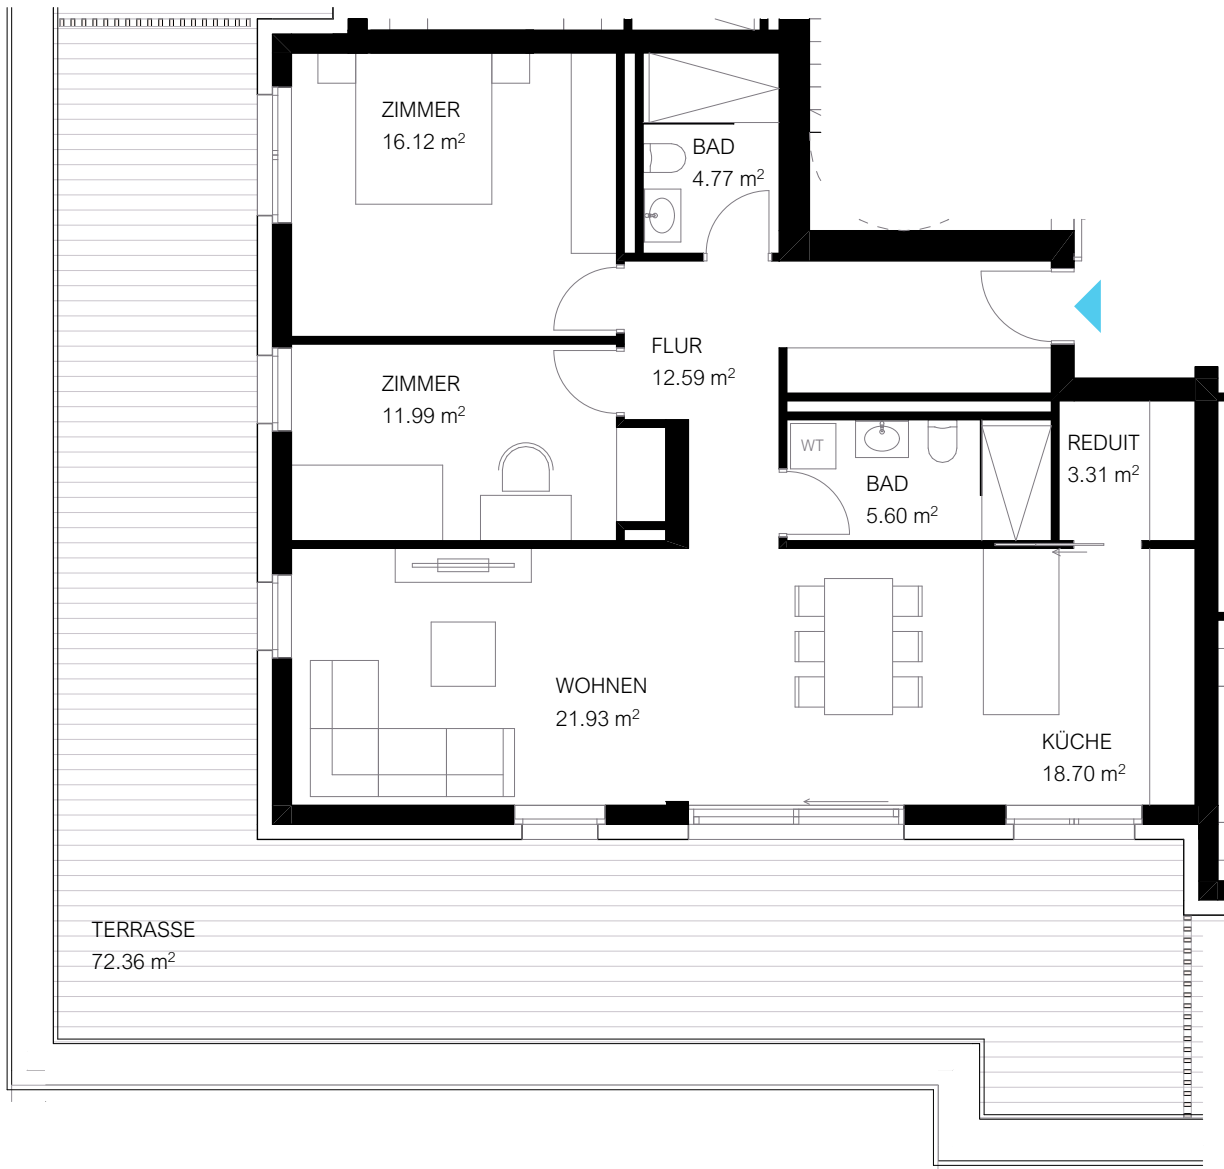 ZIMMER
16.12 m²
BAD
4.77 m²
FLUR
12.59 m²
ZIMMER
11.99 m²
WT
BAD
5.60 m²
REDUIT
3.31 m²
WOHNEN
21.93 m²
KÜCHE
18.70 m²
TERRASSE
72.36 m²